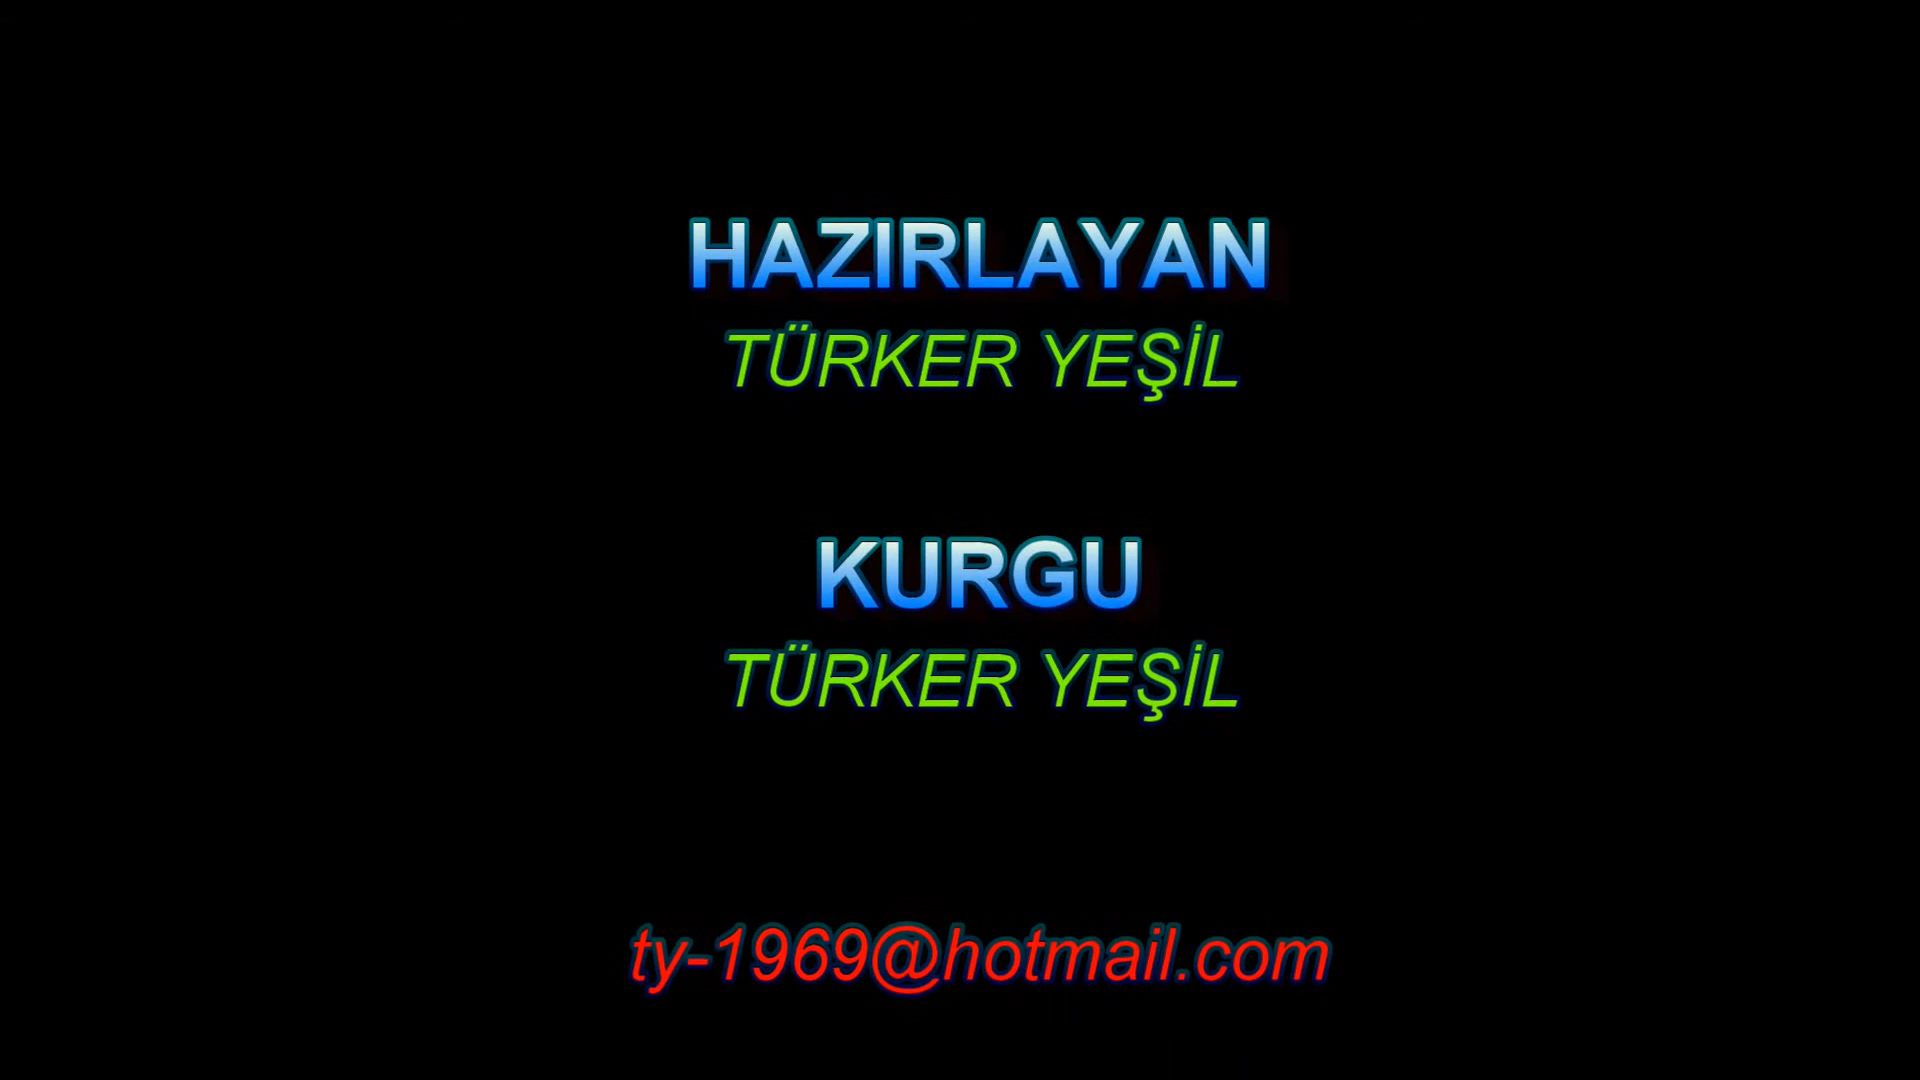 HAZIRLAYAN
TÜRKER YEŞİL
KURGU
TÜRKER YEŞİL
ty-1969@hotmail.com